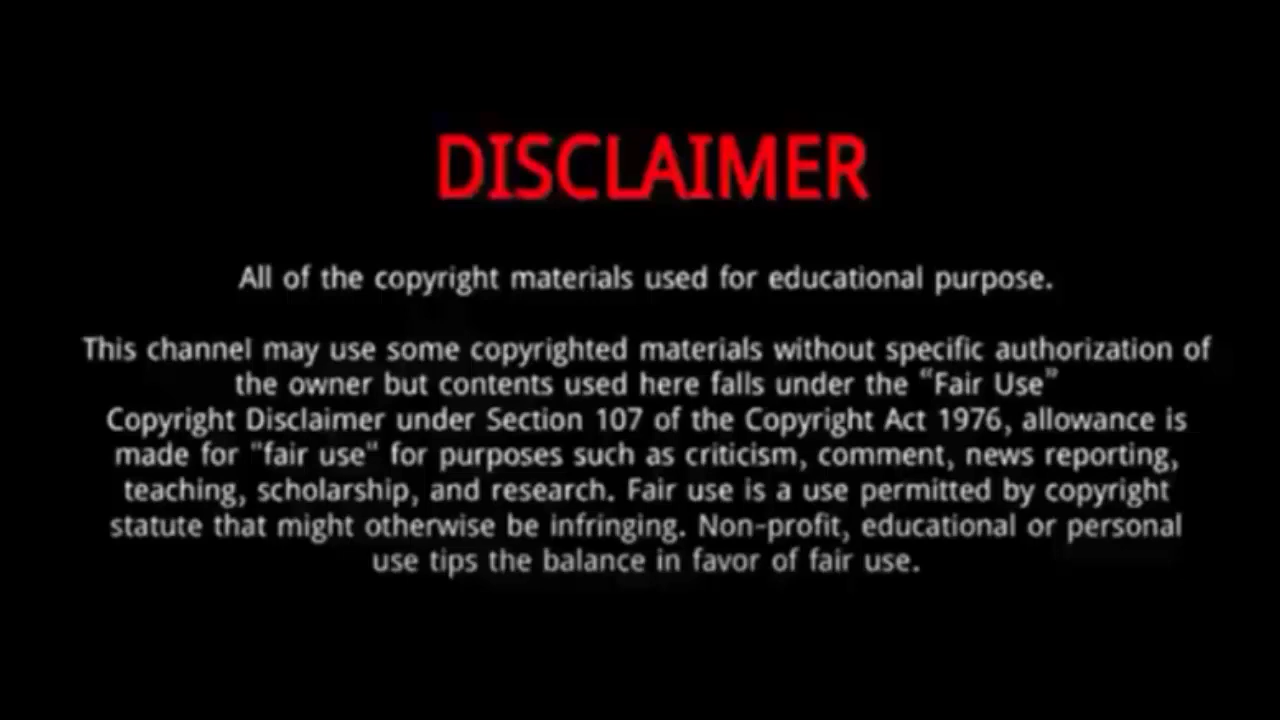 DISCLAIMER
All of the copyright materials used for educational purpose.
This channel may use some copyrighted materials without specific authorization of
the owner but contents used here falls under the “Fair Use”
Copyright Disclaimer under Section 107 of the Copyright Act 1976, allowance is
made for "fair use" for purposes such as criticism, comment, news reporting,
teaching, scholarship, and research. Fair use is a use permitted by copyright
statute that might otherwise be infringing. Non-profit, educational or personal
use tips the balance in favor of fair use.